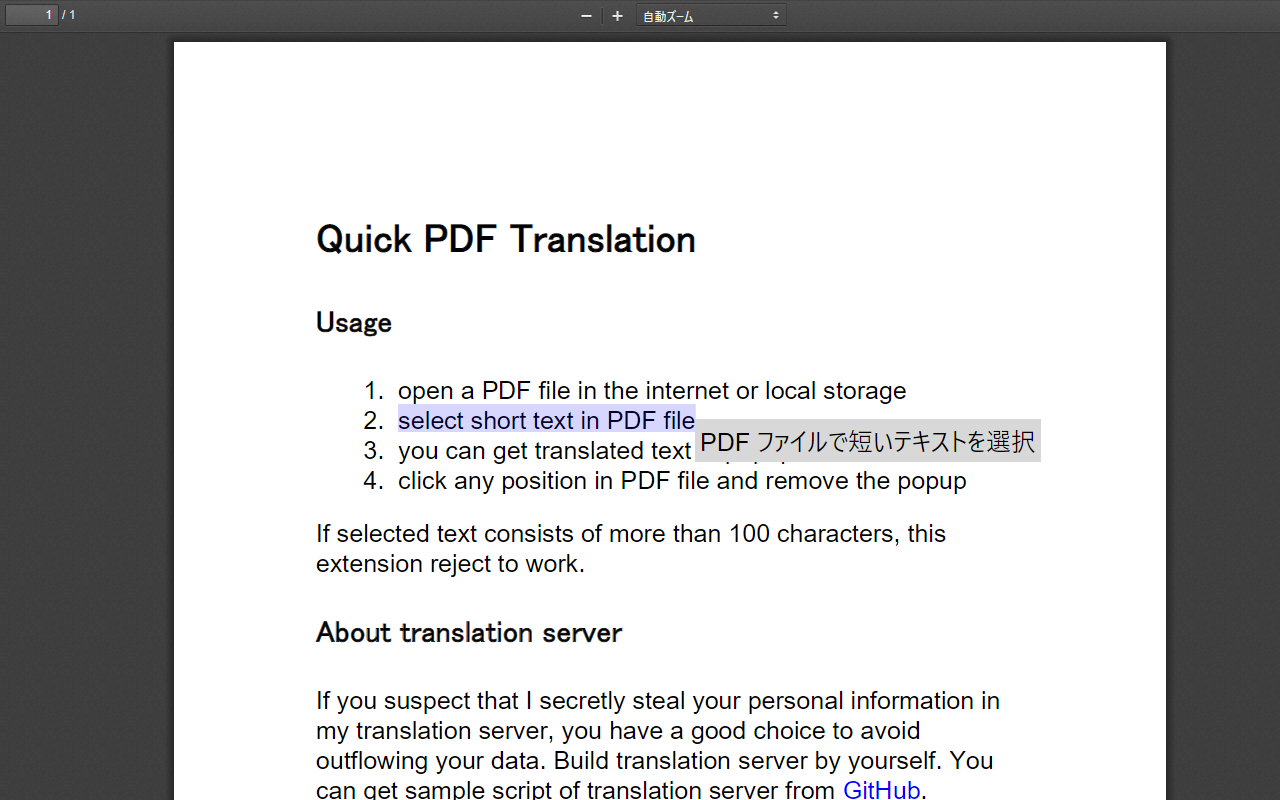 1 / 1 − + 自動ズーム
Quick PDF Translation
Usage
1. open a PDF file in the internet or local storage
2. select short text in PDF file
PDF ファイルで短いテキストを選択
3. you can get translated text
4. click any position in PDF file and remove the popup
If selected text consists of more than 100 characters, this
extension reject to work.
About translation server
If you suspect that I secretly steal your personal information in
my translation server, you have a good choice to avoid
outflowing your data. Build translation server by yourself. You
can get sample script of translation server from GitHub.